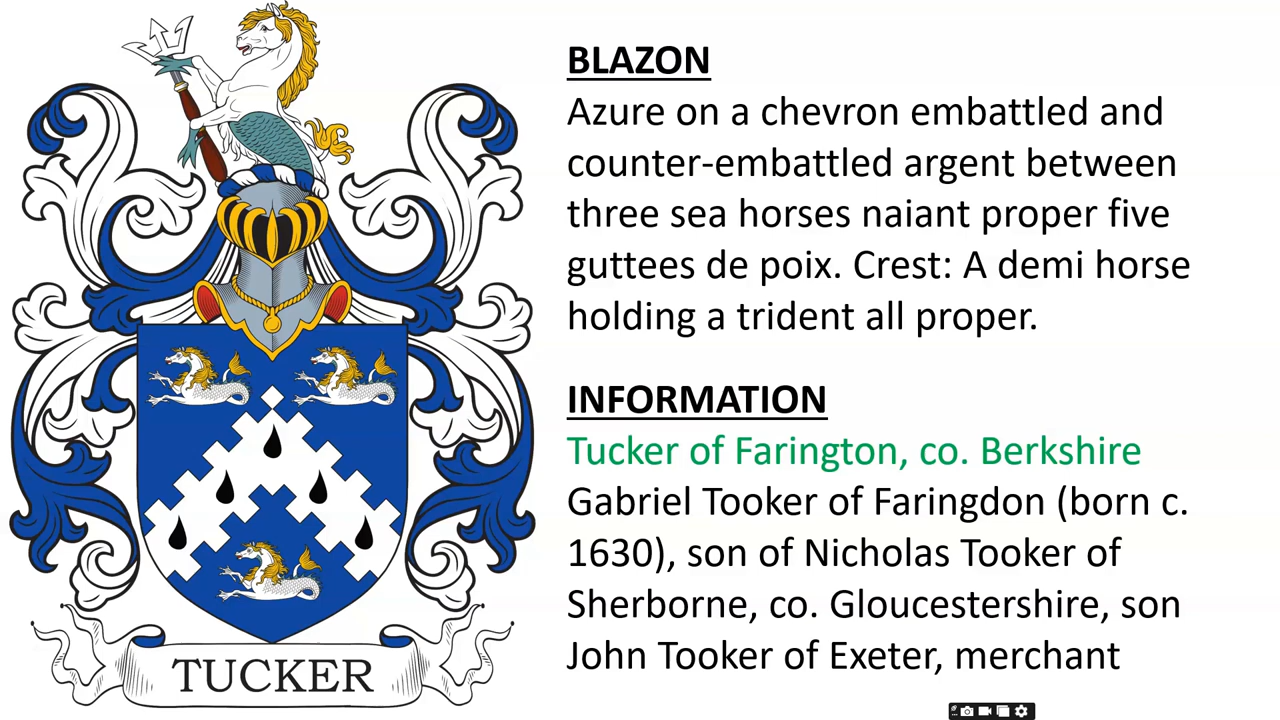 BLAZON
Azure on a chevron embattled and
counter-embattled argent between
three sea horses naiant proper five
guttees de poix. Crest: A demi horse
holding a trident all proper.
INFORMATION
Tucker of Farington, co. Berkshire
Gabriel Tooker of Faringdon (born c.
1630), son of Nicholas Tooker of
Sherborne, co. Gloucestershire, son
John Tooker of Exeter, merchant
TUCKER